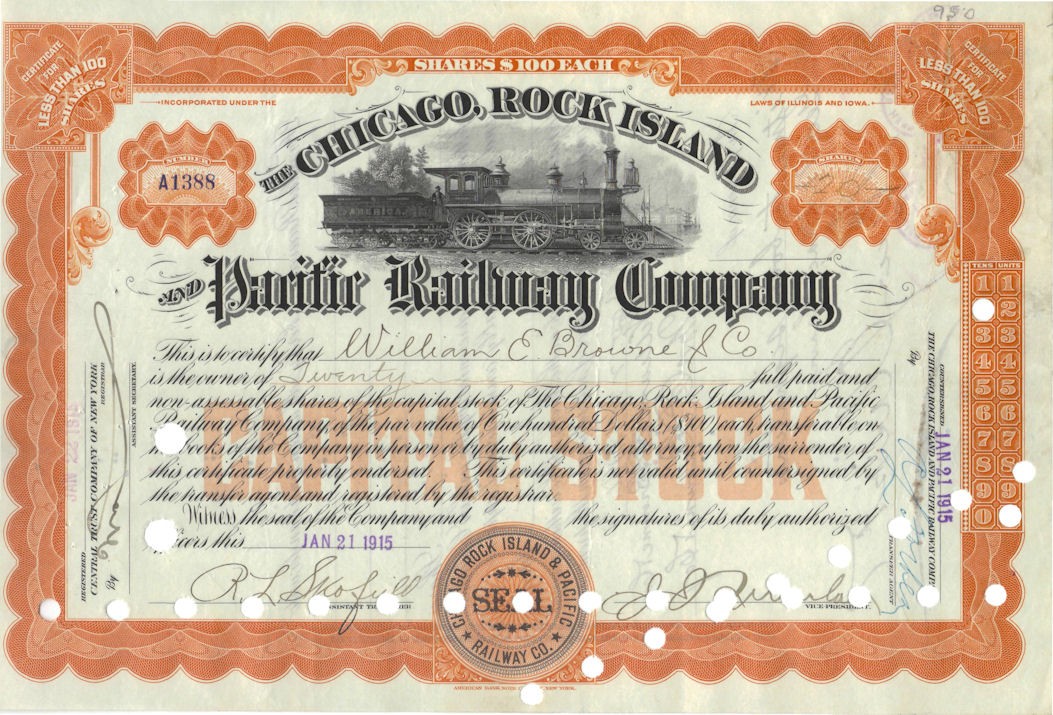 950
CERTIFICATE
FOR
LESS THAN 100
SHARES
SHARES $100 EACH
CERTIFICATE
FOR
LESS THAN 100
SHARES
INCORPORATED UNDER THE
LAWS OF ILLINOIS AND IOWA.
THE CHICAGO, ROCK ISLAND
NUMBER
A1388
SHARES
20
AMERICA.
AND Pacific Railway Company
TENS UNITS
1 1
2
3 3
4 4
5 5
6 6
7 7
8 8
9 9
0
This is to certify that William E Browne & Co.
is the owner of Twenty full paid and
non-assessable shares of the capital stock of The Chicago, Rock Island and Pacific
Railway Company of the par value of One hundred Dollars ($100) each, transferable on
the books of the Company in person or by duly authorized attorney, upon the surrender of
this certificate properly endorsed. This certificate is not valid until countersigned by
the transfer agent and registered by the registrar.
CAPITAL STOCK
Witness the seal of the Company and the signatures of its duly authorized
officers this JAN 21 1915
ASSISTANT TREASURER
VICE-PRESIDENT.
CHICAGO ROCK ISLAND & PACIFIC
SEAL
RAILWAY CO.
REGISTERED
JAN 22 1915
CENTRAL TRUST COMPANY OF NEW YORK
REGISTRAR
By
ASSISTANT SECRETARY.
COUNTERSIGNED
JAN 21 1915
THE CHICAGO, ROCK ISLAND AND PACIFIC RAILWAY COMPANY
By
TRANSFER AGENT
AMERICAN BANK NOTE NEW YORK.